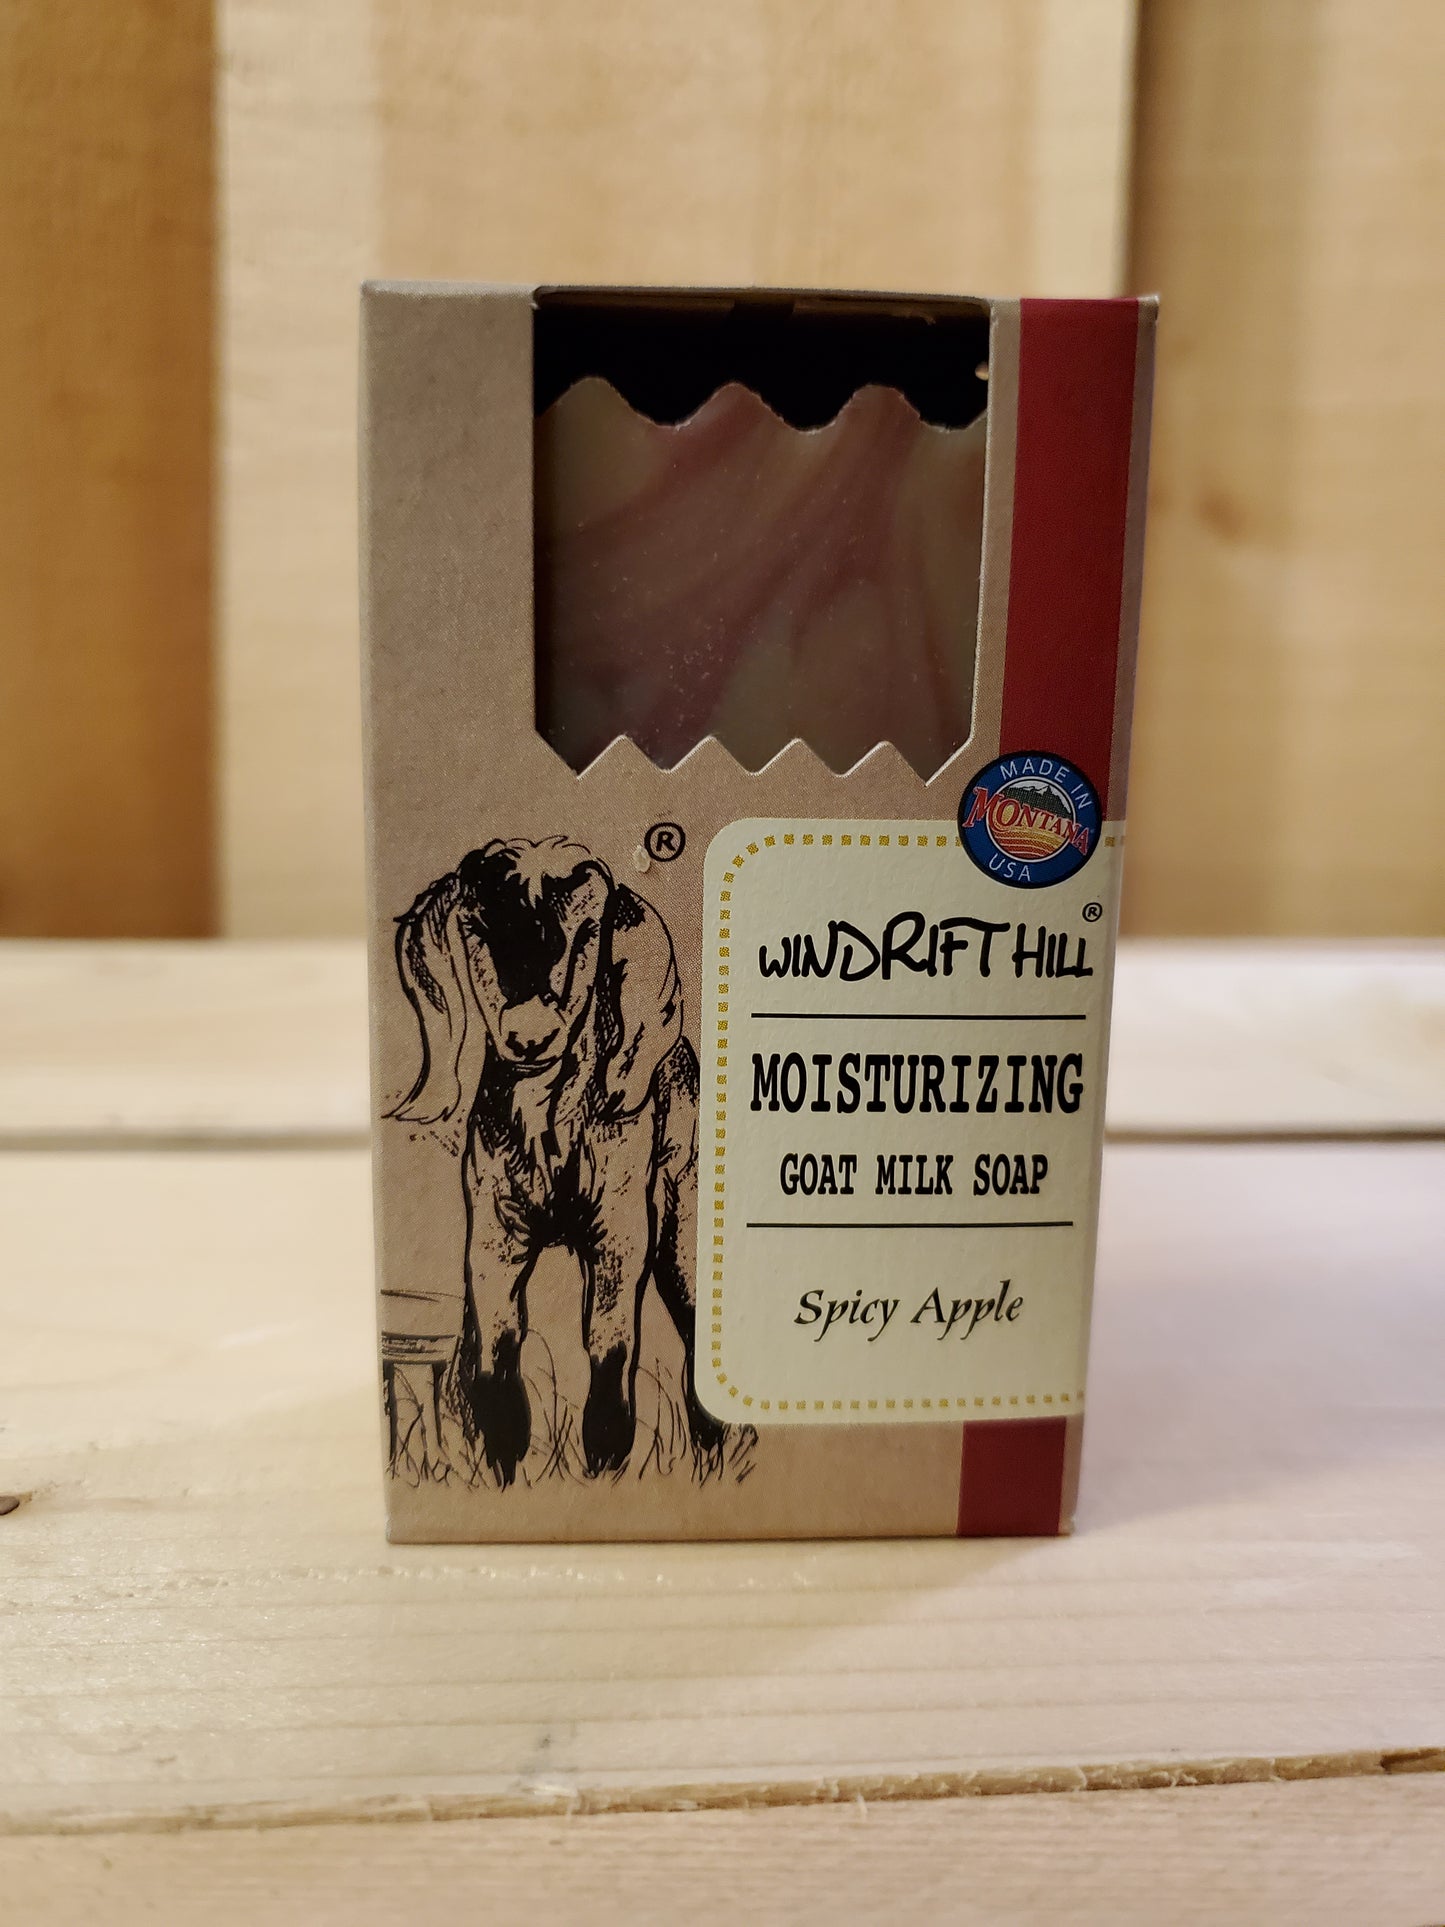 ®
MADE IN
MONTANA
USA
WINDRIFT HILL®
MOISTURIZING
GOAT MILK SOAP
Spicy Apple